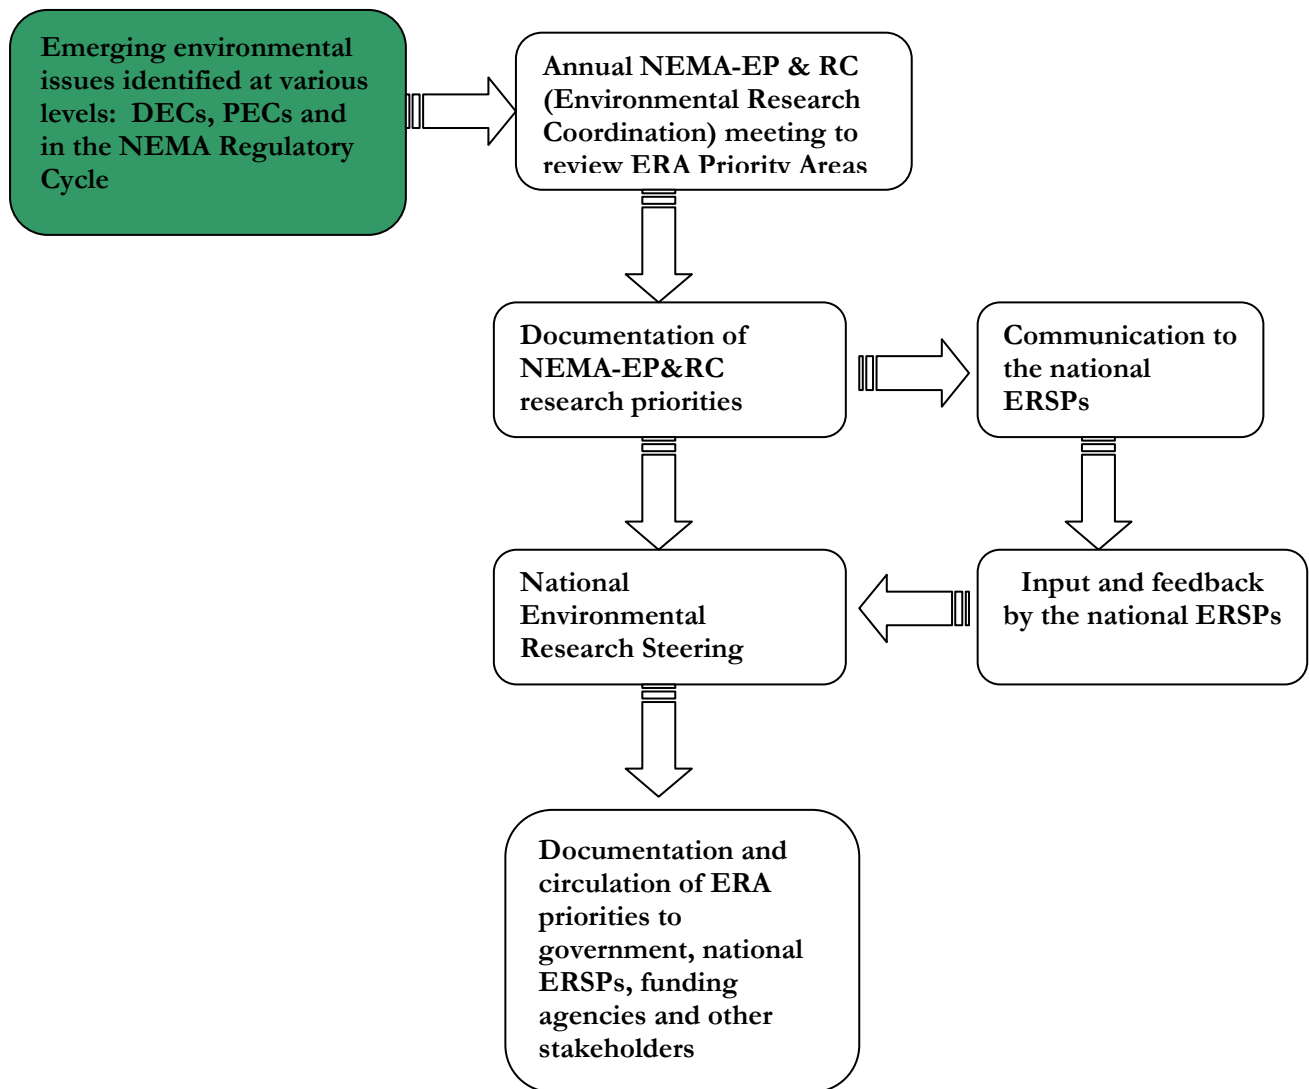 Emerging environmental
issues identified at various
levels:  DECs, PECs and
in the NEMA Regulatory
Cycle
Annual NEMA-EP & RC
(Environmental Research
Coordination) meeting to
review ERA Priority Areas
Documentation of
NEMA-EP&RC
research priorities
Communication to
the national
ERSPs
National
Environmental
Research Steering
Input and feedback
by the national ERSPs
Documentation and
circulation of ERA
priorities to
government, national
ERSPs, funding
agencies and other
stakeholders